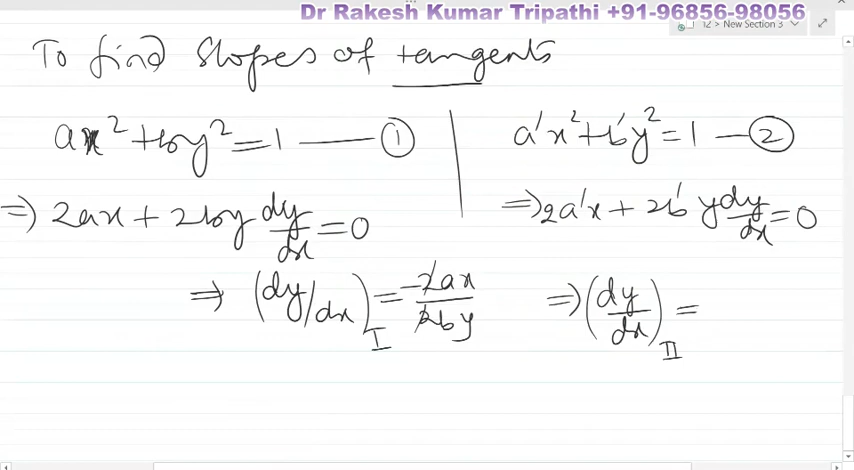 Dr Rakesh Kumar Tripathi +91-96856-98056
12 > New Section 3
To find slopes of tangents
ax² + by² = 1 —— ①
a'x² + b'y² = 1 — ②
⇒ 2ax + 2by dy/dx = 0
⇒ 2a'x + 2b'y dy/dx = 0
⇒ (dy/dx)_I = -2ax/2by
⇒ (dy/dx)_II =